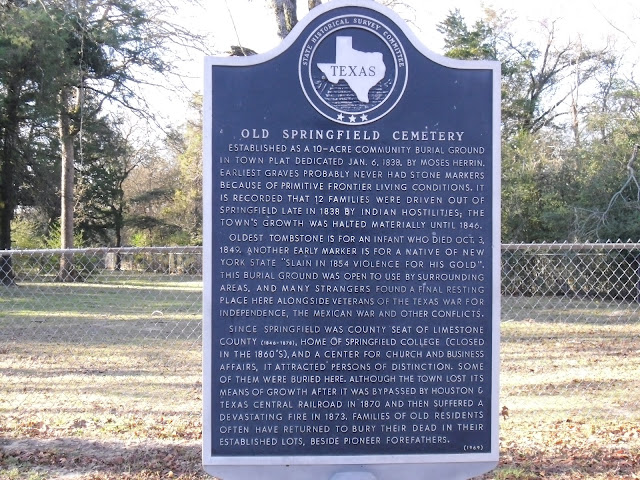 STATE HISTORICAL SURVEY COMMITTEE
TEXAS
OLD SPRINGFIELD CEMETERY
ESTABLISHED AS A 10-ACRE COMMUNITY BURIAL GROUND
IN TOWN PLAT DEDICATED JAN. 6, 1838, BY MOSES HERRIN.
EARLIEST GRAVES PROBABLY NEVER HAD STONE MARKERS
BECAUSE OF PRIMITIVE FRONTIER LIVING CONDITIONS. IT
IS RECORDED THAT 12 FAMILIES WERE DRIVEN OUT OF
SPRINGFIELD LATE IN 1838 BY INDIAN HOSTILITIES; THE
TOWN'S GROWTH WAS HALTED MATERIALLY UNTIL 1846.
OLDEST TOMBSTONE IS FOR AN INFANT WHO DIED OCT. 3,
1849. ANOTHER EARLY MARKER IS FOR A NATIVE OF NEW
YORK STATE "SLAIN IN 1854 VIOLENCE FOR HIS GOLD".
THIS BURIAL GROUND WAS OPEN TO USE BY SURROUNDING
AREAS, AND MANY STRANGERS FOUND A FINAL RESTING
PLACE HERE ALONGSIDE VETERANS OF THE TEXAS WAR FOR
INDEPENDENCE, THE MEXICAN WAR AND OTHER CONFLICTS.
SINCE SPRINGFIELD WAS COUNTY SEAT OF LIMESTONE
COUNTY (1846-1873), HOME OF SPRINGFIELD COLLEGE (CLOSED
IN THE 1860'S), AND A CENTER FOR CHURCH AND BUSINESS
AFFAIRS, IT ATTRACTED PERSONS OF DISTINCTION. SOME
OF THEM WERE BURIED HERE. ALTHOUGH THE TOWN LOST ITS
MEANS OF GROWTH AFTER IT WAS BYPASSED BY HOUSTON &
TEXAS CENTRAL RAILROAD IN 1870 AND THEN SUFFERED A
DEVASTATING FIRE IN 1873, FAMILIES OF OLD RESIDENTS
OFTEN HAVE RETURNED TO BURY THEIR DEAD IN THEIR
ESTABLISHED LOTS, BESIDE PIONEER FOREFATHERS.
(1969)